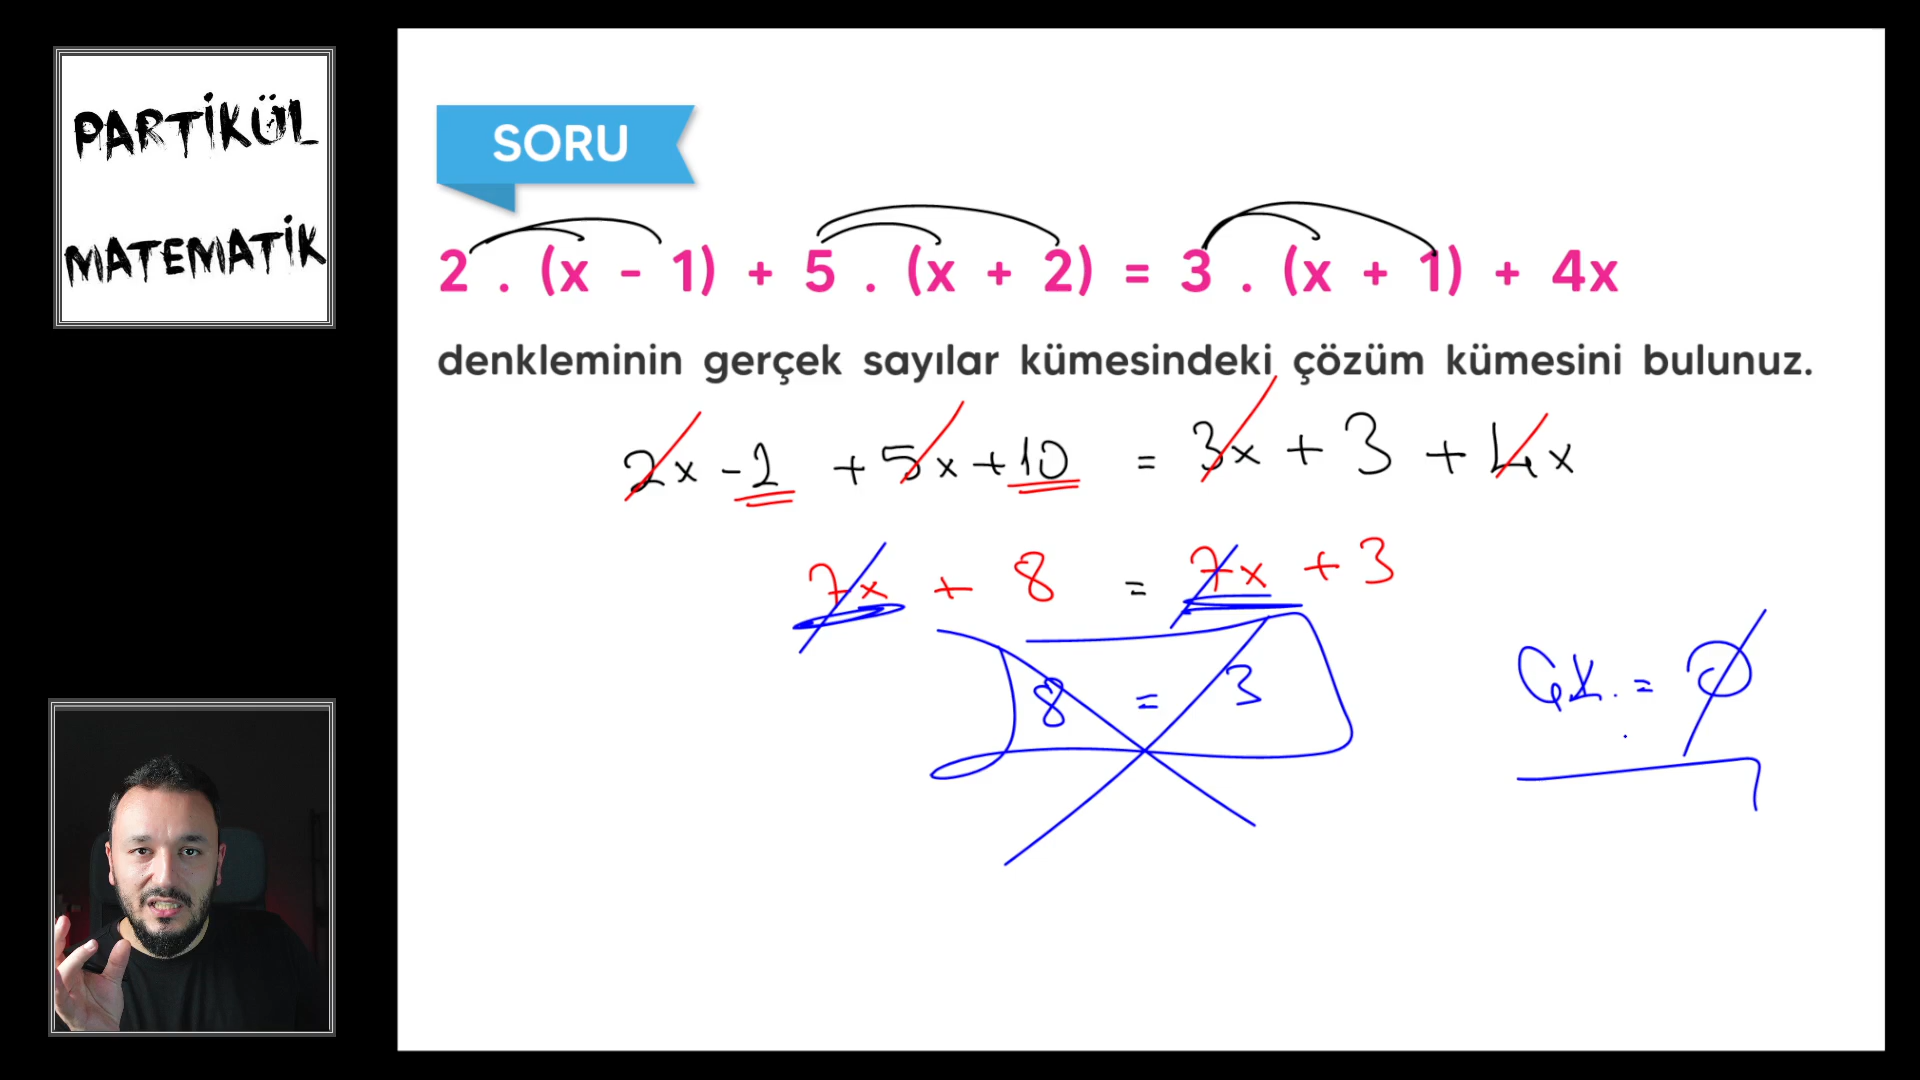 PARTİKÜL
MATEMATİK
SORU
2 . (x - 1) + 5 . (x + 2) = 3 . (x + 1) + 4x
denkleminin gerçek sayılar kümesindeki çözüm kümesini bulunuz.
2x - 2 + 5x + 10 = 3x + 3 + 4x
7x + 8 = 7x + 3
8 = 3
Ç.K. = Ø